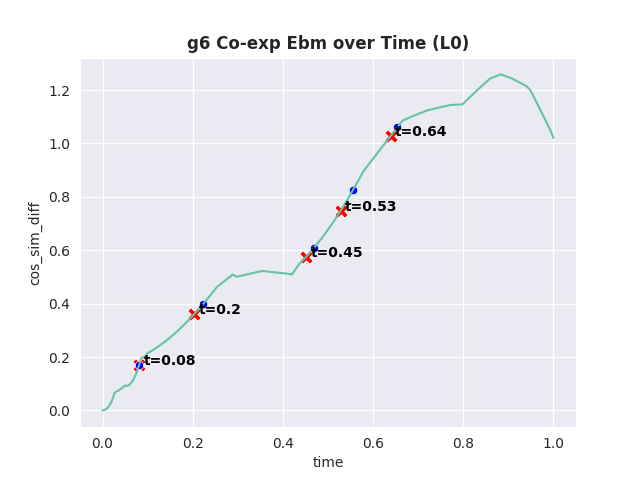 g6 Co-exp Ebm over Time (L0)
cos_sim_diff
1.2
1.0
0.8
0.6
0.4
0.2
0.0
t=0.64
t=0.53
t=0.45
t=0.2
t=0.08
0.0 0.2 0.4 0.6 0.8 1.0
time